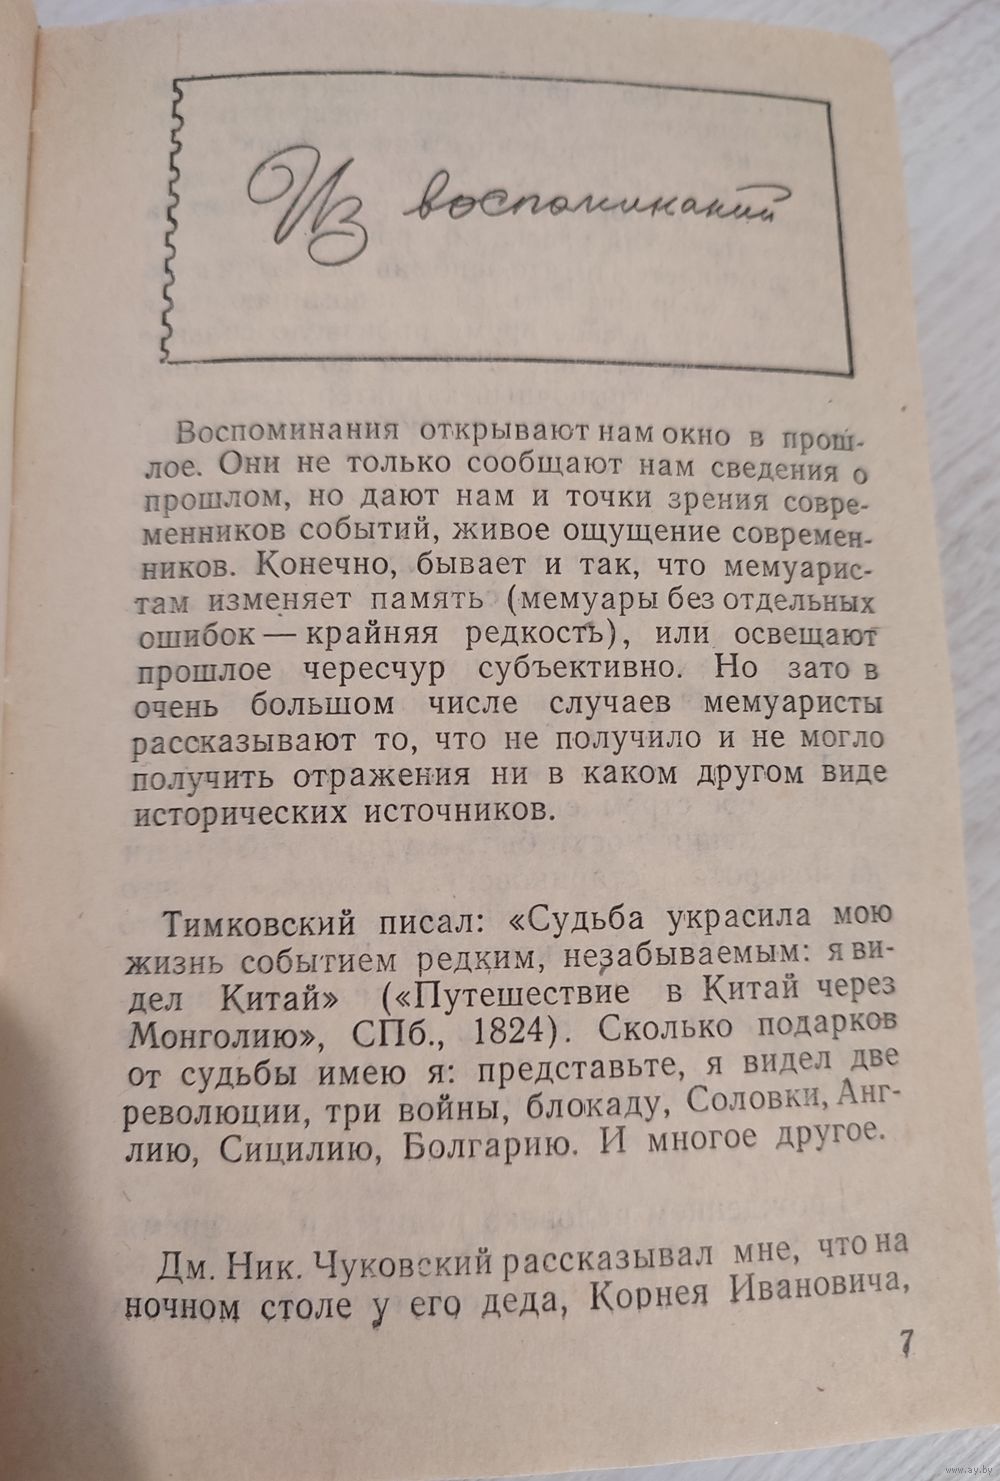 Из воспоминаний
Воспоминания открывают нам окно в прош-
лое. Они не только сообщают нам сведения о
прошлом, но дают нам и точки зрения совре-
менников событий, живое ощущение современ-
ников. Конечно, бывает и так, что мемуарис-
там изменяет память (мемуары без отдельных
ошибок — крайняя редкость), или освещают
прошлое чересчур субъективно. Но зато в
очень большом числе случаев мемуаристы
рассказывают то, что не получило и не могло
получить отражения ни в каком другом виде
исторических источников.
Тимковский писал: «Судьба украсила мою
жизнь событием редким, незабываемым: я ви-
дел Китай» («Путешествие в Китай через
Монголию», СПб., 1824). Сколько подарков
от судьбы имею я: представьте, я видел две
революции, три войны, блокаду, Соловки, Анг-
лию, Сицилию, Болгарию. И многое другое.
Дм. Ник. Чуковский рассказывал мне, что на
ночном столе у его деда, Корнея Ивановича,
7
www.ay.by